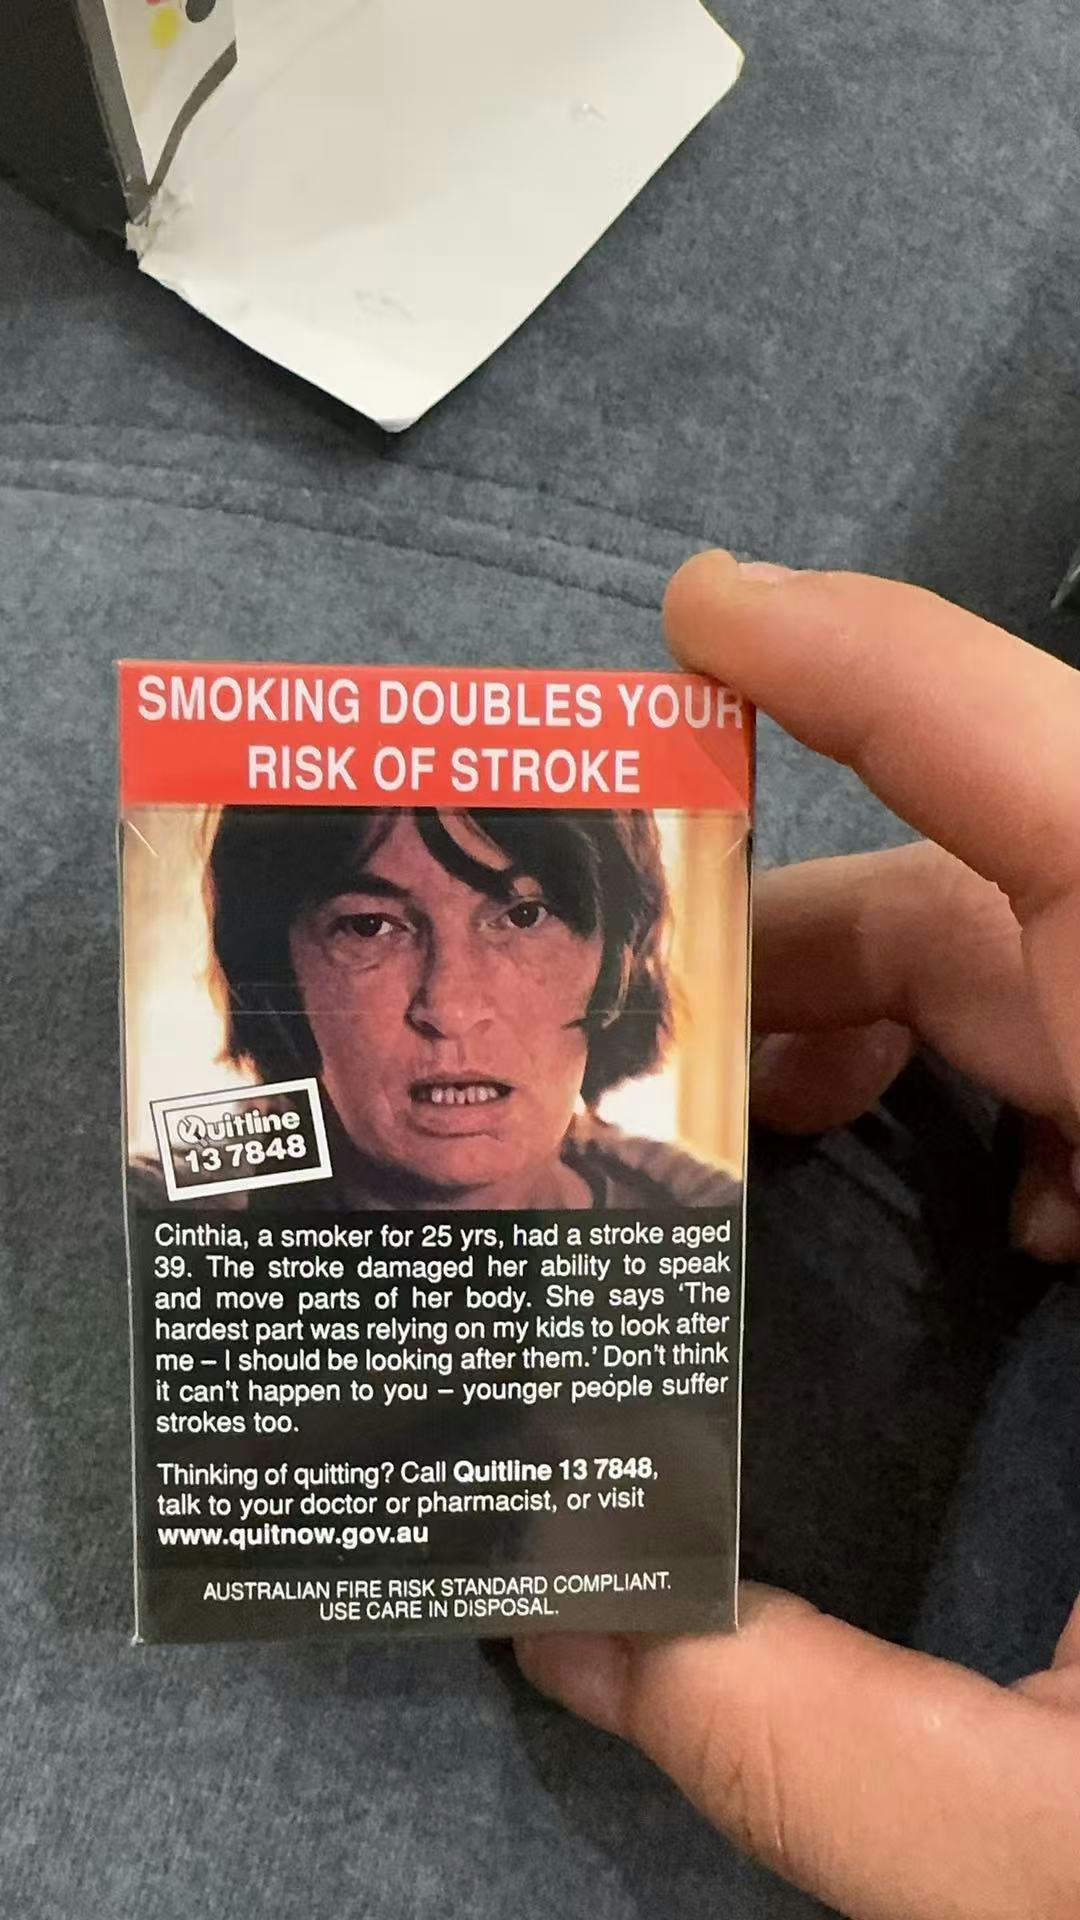 SMOKING DOUBLES YOUR
RISK OF STROKE
Quitline
13 7848
Cinthia, a smoker for 25 yrs, had a stroke aged
39. The stroke damaged her ability to speak
and move parts of her body. She says ‘The
hardest part was relying on my kids to look after
me – I should be looking after them.’ Don't think
it can't happen to you – younger people suffer
strokes too.
Thinking of quitting? Call Quitline 13 7848,
talk to your doctor or pharmacist, or visit
www.quitnow.gov.au
AUSTRALIAN FIRE RISK STANDARD COMPLIANT.
USE CARE IN DISPOSAL.